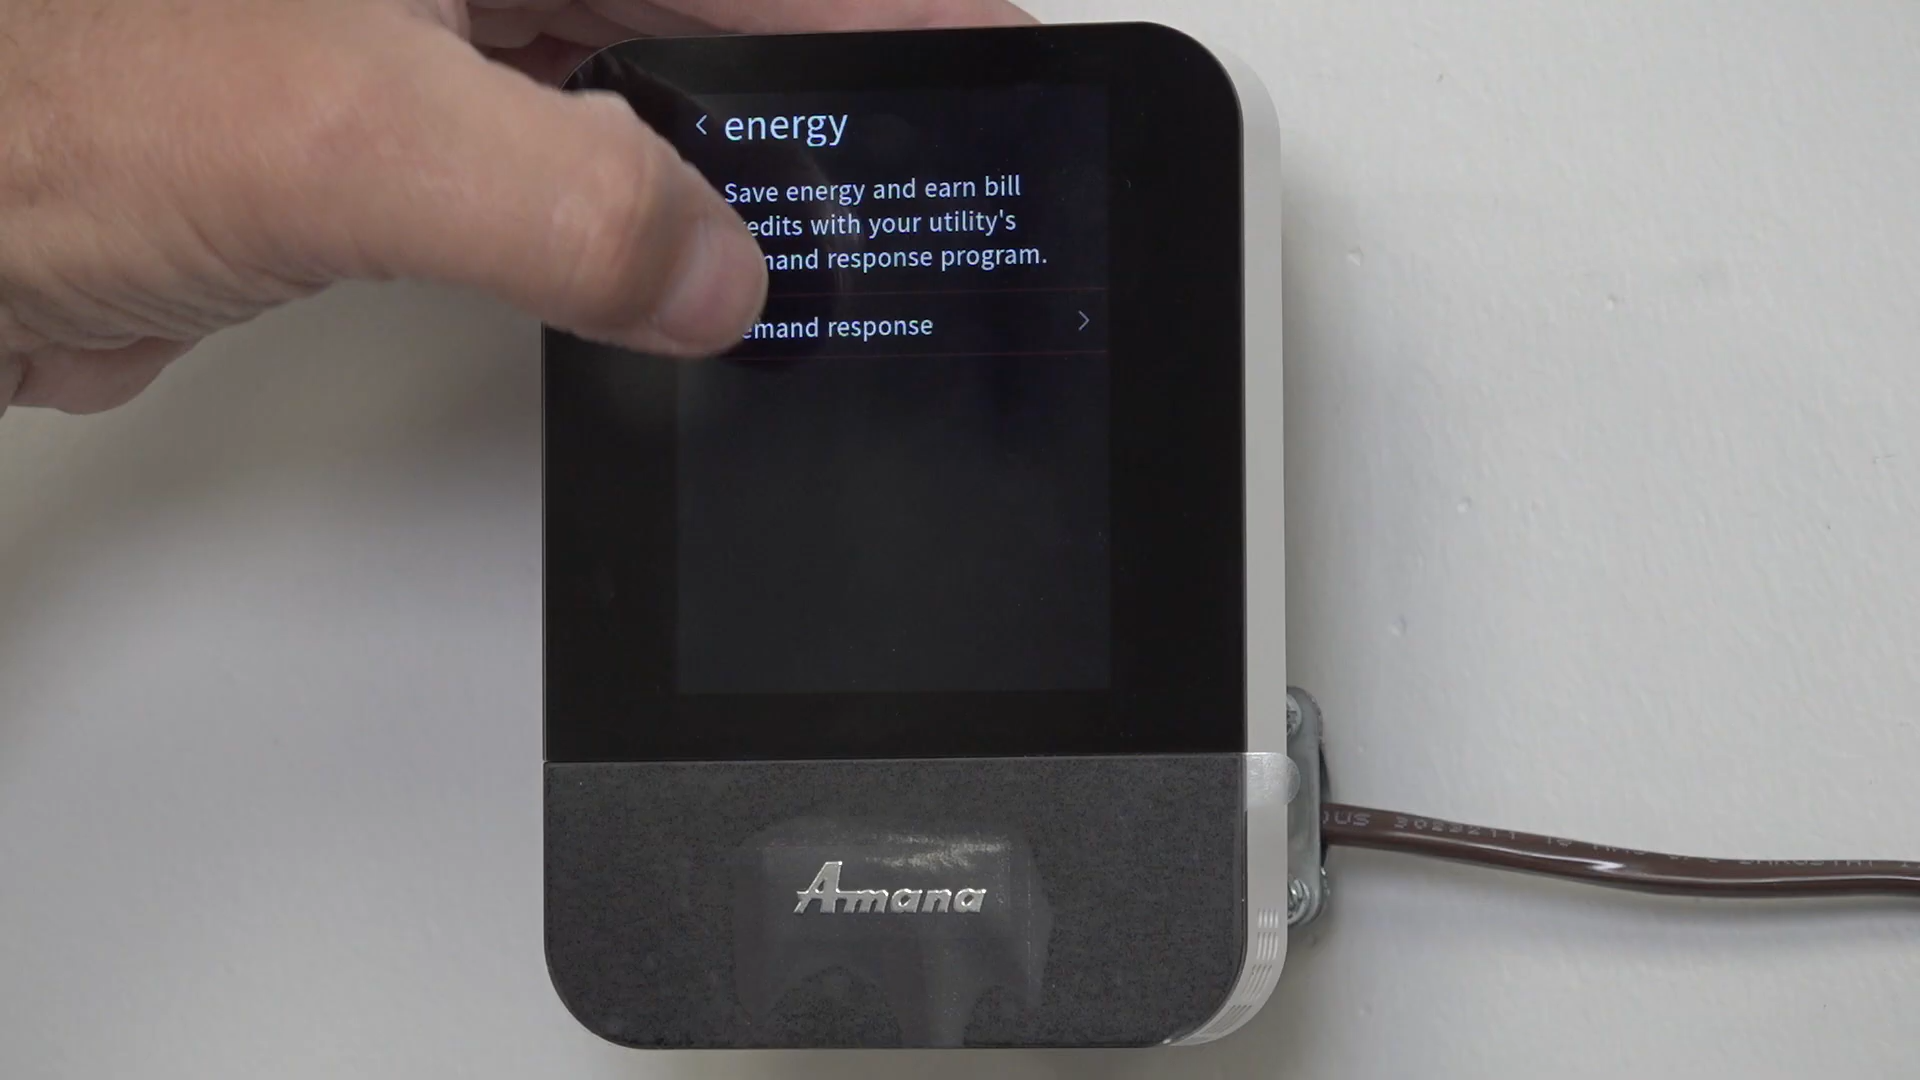 < energy
Save energy and earn bill
edits with your utility's
mand response program.
emand response >
Amana